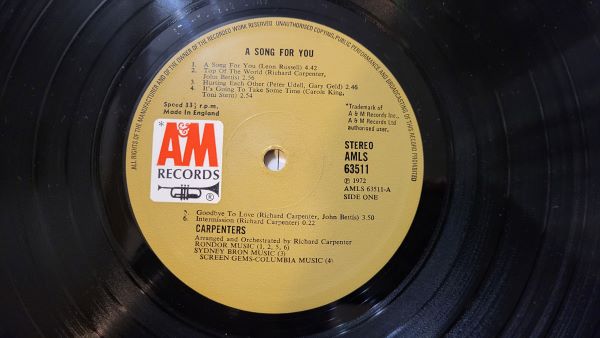 ALL RIGHTS OF THE MANUFACTURER AND OF THE OWNER OF THE RECORDED WORK RESERVED. UNAUTHORISED COPYING, PUBLIC PERFORMANCE AND BROADCASTING OF THIS RECORD PROHIBITED
A SONG FOR YOU
1. A Song For You (Leon Russell) 4.42
2. Top Of The World (Richard Carpenter,
John Bettis) 2.56
3. Hurting Each Other (Peter Udell, Gary Geld) 2.46
4. It's Going To Take Some Time (Carole King,
Toni Stern) 2.54
Speed 33⅓ r.p.m.
Made In England
*Trademark of
A & M Records Inc.,
A & M Records Ltd
authorised user.
*
A&M
RECORDS
®
STEREO
AMLS
63511
℗ 1972
AMLS 63511-A
SIDE ONE
5. Goodbye To Love (Richard Carpenter, John Bettis) 3.50
6. Intermission (Richard Carpenter) 0.22
CARPENTERS
Arranged and Orchestrated by Richard Carpenter
RONDOR MUSIC (1, 2, 5, 6)
SYDNEY BRON MUSIC (3)
SCREEN GEMS-COLUMBIA MUSIC (4)